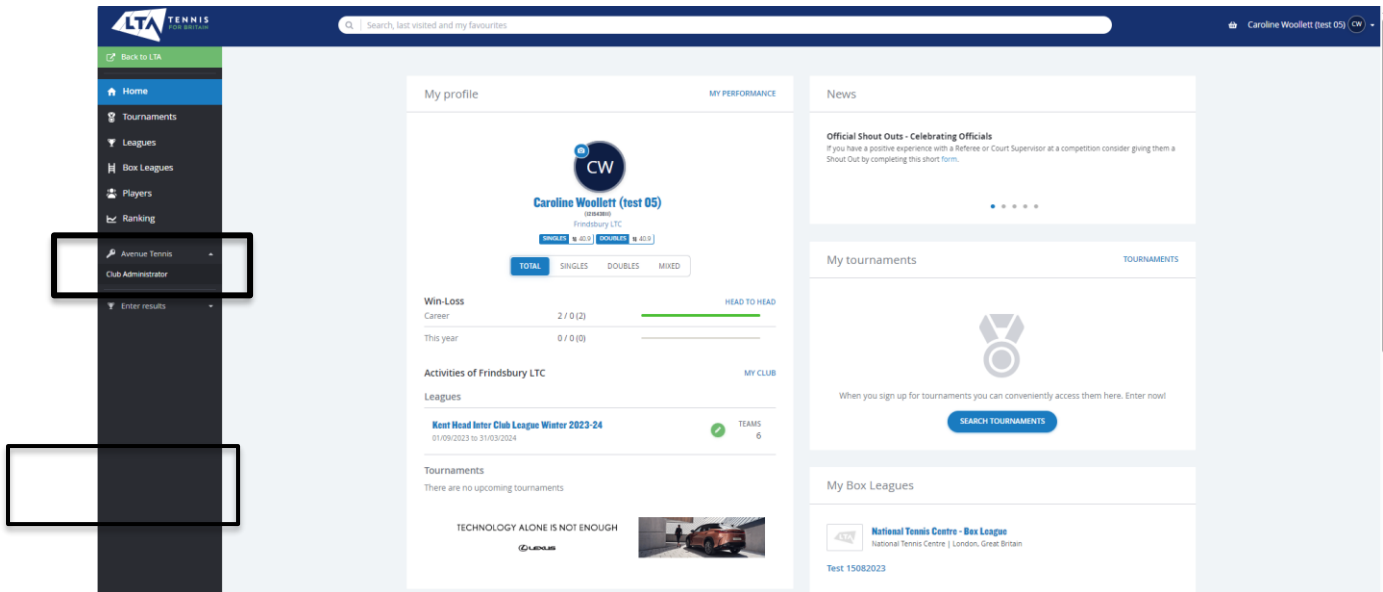 LTA TENNIS
FOR BRITAIN
Search, last visited and my favourites
Caroline Woollett (test 05) CW
Back to LTA
Home
Tournaments
Leagues
Box Leagues
Players
Ranking
Avenue Tennis
Club Administrator
Enter results
My profile
MY PERFORMANCE
CW
Caroline Woollett (test 05)
Frindsbury LTC
SINGLES 40.9 DOUBLES 40.9
TOTAL SINGLES DOUBLES MIXED
Win-Loss
HEAD TO HEAD
Career 2 / 0 (2)
This year 0 / 0 (0)
Activities of Frindsbury LTC
MY CLUB
Leagues
Kent Head Inter Club League Winter 2023-24
01/09/2023 to 31/03/2024
TEAMS
6
Tournaments
There are no upcoming tournaments
TECHNOLOGY ALONE IS NOT ENOUGH
LEXUS
News
Official Shout Outs - Celebrating Officials
If you have a positive experience with a Referee or Court Supervisor at a competition consider giving them a
Shout Out by completing this short form.
My tournaments
TOURNAMENTS
When you sign up for tournaments you can conveniently access them here. Enter now!
SEARCH TOURNAMENTS
My Box Leagues
LTA
National Tennis Centre - Box League
National Tennis Centre | London, Great Britain
Test 15082023